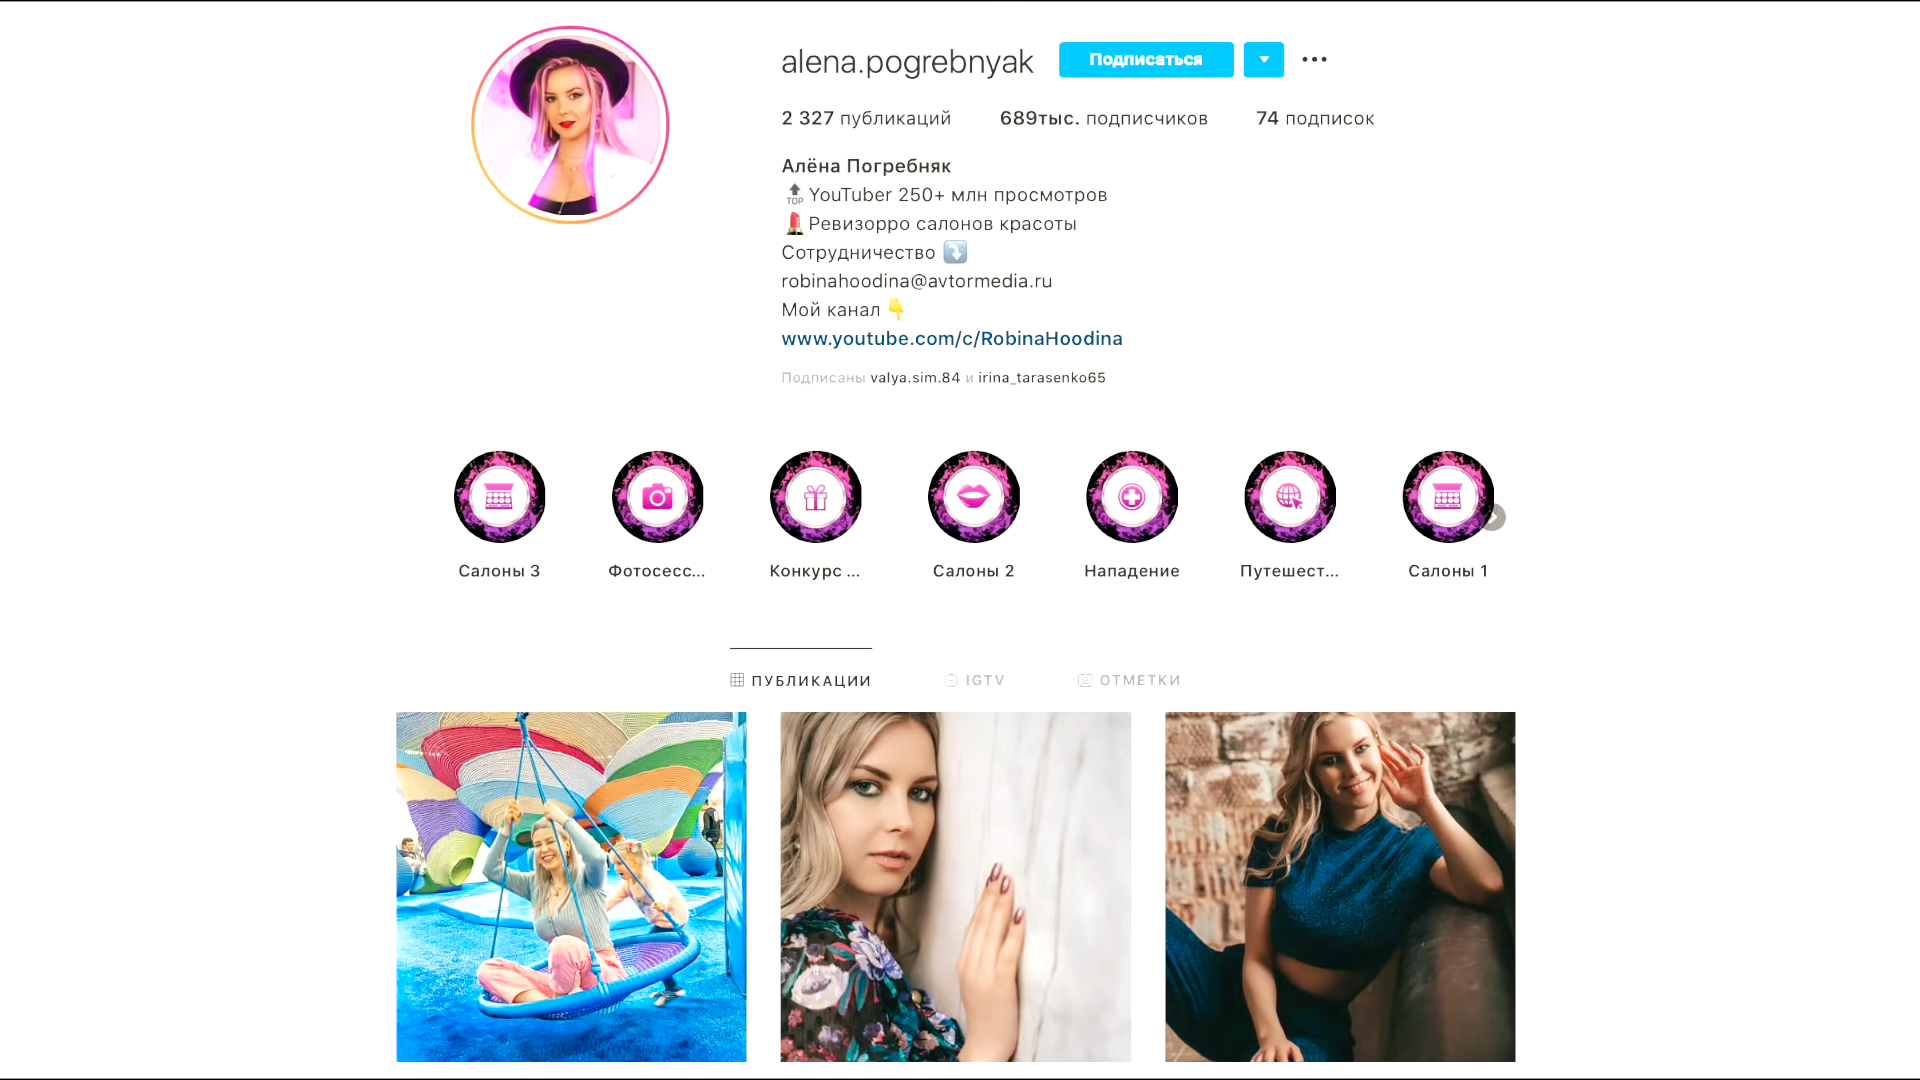 alena.pogrebnyak Подписаться
2 327 публикаций 689тыс. подписчиков 74 подписок
Алёна Погребняк
TOP YouTuber 250+ млн просмотров
Ревизорро салонов красоты
Сотрудничество
robinahoodina@avtormedia.ru
Мой канал
www.youtube.com/c/RobinaHoodina
Подписаны valya.sim.84 и irina_tarasenko65
Салоны 3 Фотосесс... Конкурс ... Салоны 2 Нападение Путешест... Салоны 1
ПУБЛИКАЦИИ IGTV ОТМЕТКИ